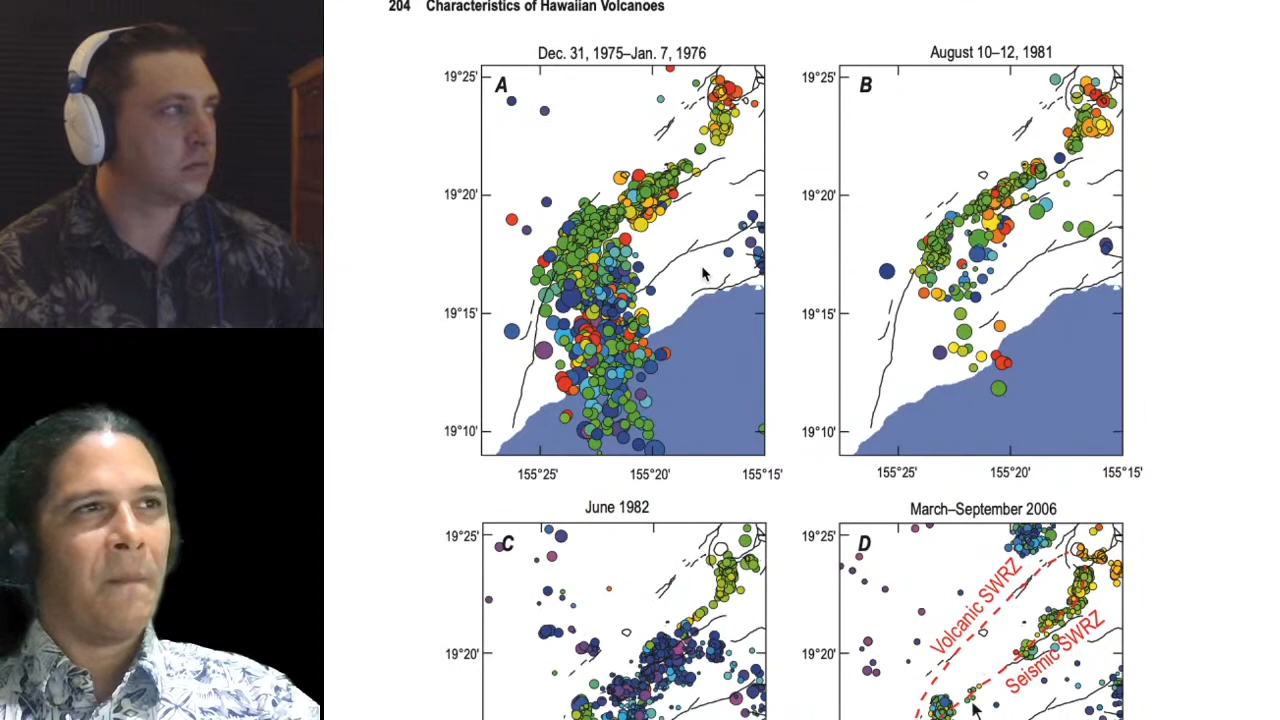 204 Characteristics of Hawaiian Volcanoes
Dec. 31, 1975–Jan. 7, 1976
August 10–12, 1981
19°25'
A
19°25'
B
19°20'
19°20'
19°15'
19°15'
19°10'
19°10'
155°25'
155°20'
155°15'
155°25'
155°20'
155°15'
June 1982
March–September 2006
19°25'
C
19°25'
D
Volcanic SWRZ
Seismic SWRZ
19°20'
19°20'